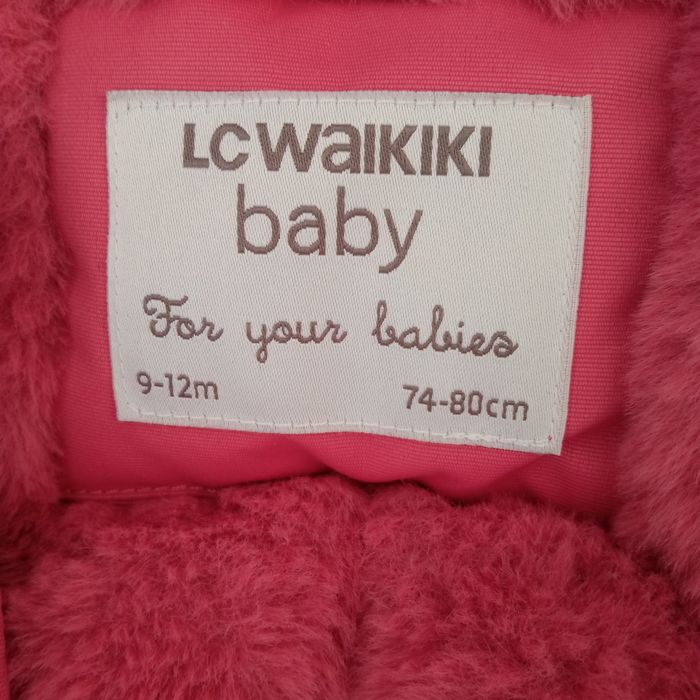 LCWAIKIKI
baby
For your babies
9-12m 74-80cm